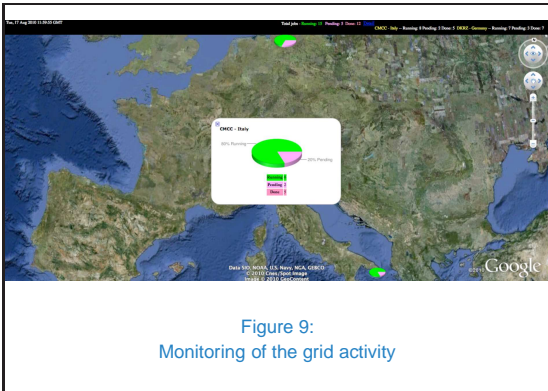 Tue, 17 Aug 2010 11:59:55 GMT
Total jobs - Running: 15 Pending: 5 Done: 12
CMCC - Italy -- Running: 8 Pending: 2 Done: 5 DKRZ - Germany -- Running: 7 Pending: 3 Done: 7
CMCC - Italy
80% Running
20% Pending
Running 8
Pending 2
Done 5
Data SIO, NOAA, U.S. Navy, NGA, GEBCO
© 2010 Cnes/Spot Image
Image © 2010 GeoContent
©2010 Google
Figure 9:
Monitoring of the grid activity